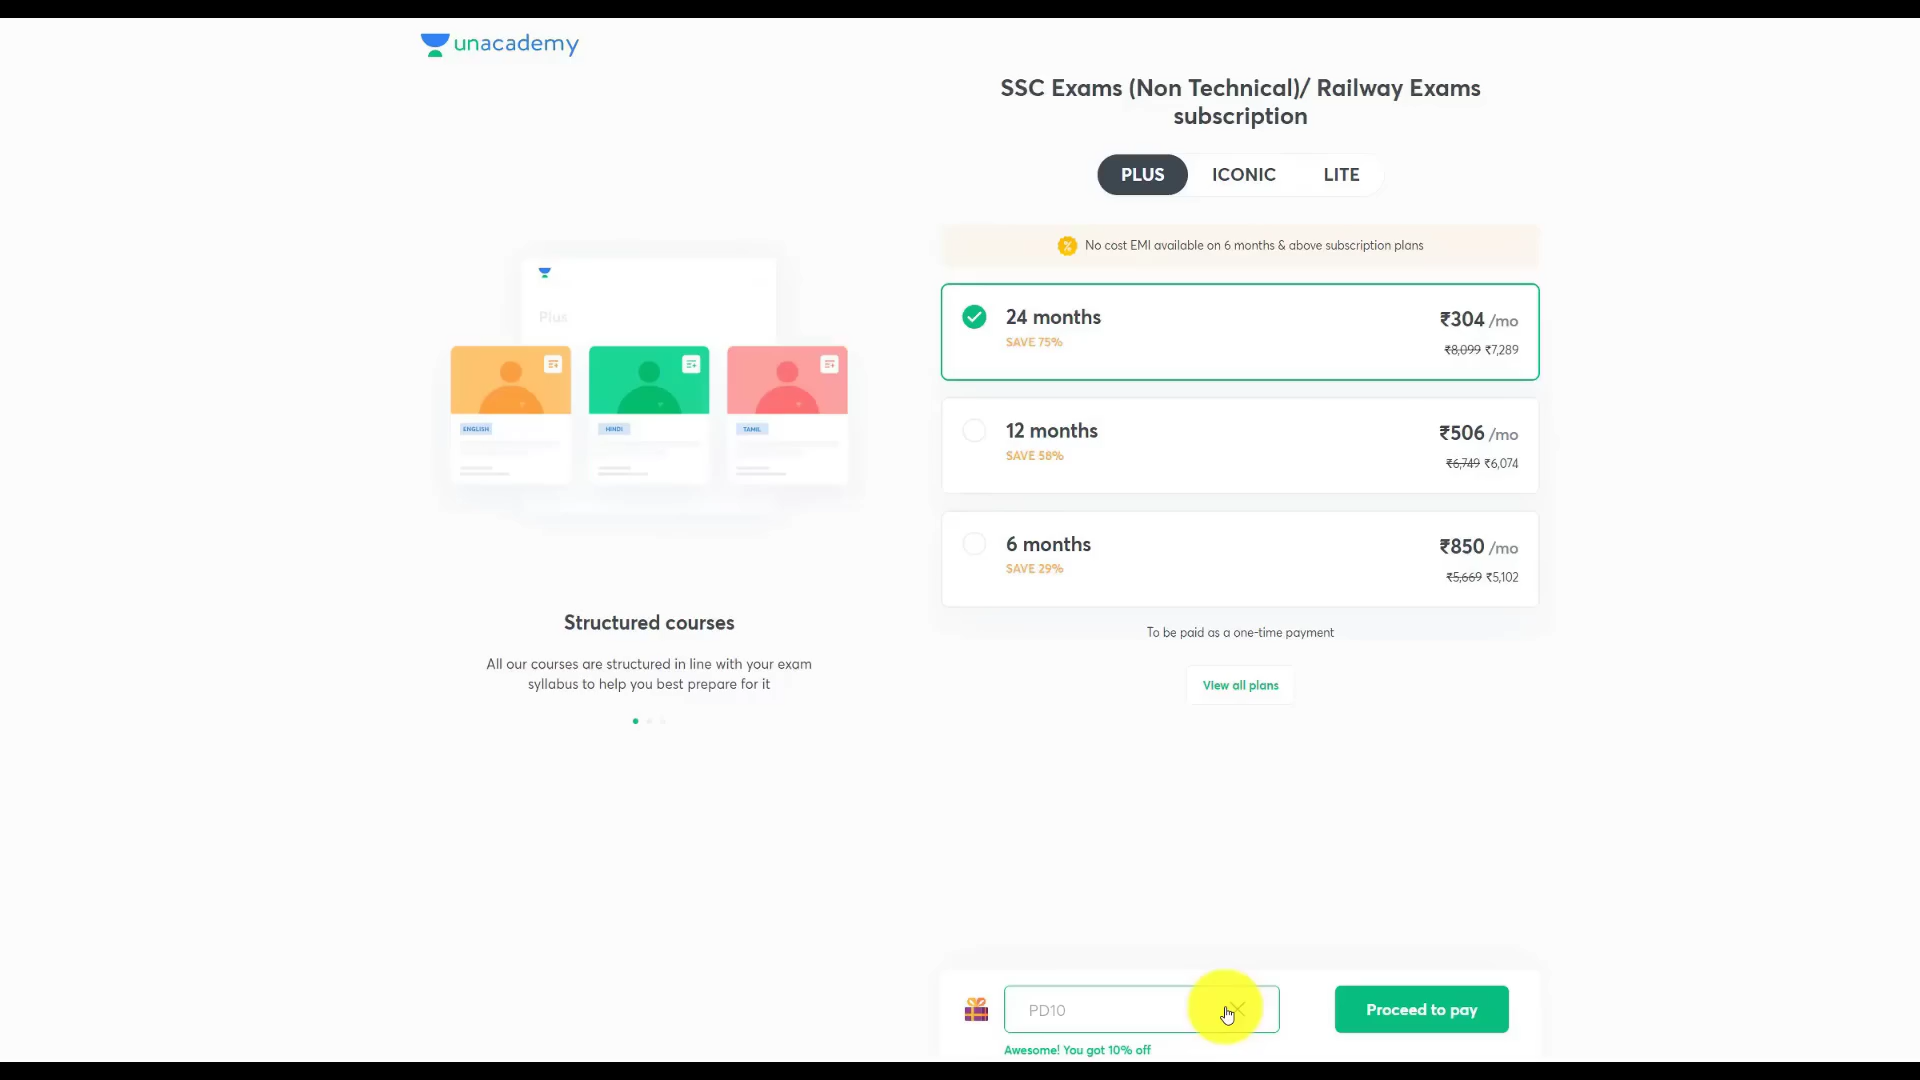 unacademy
SSC Exams (Non Technical)/ Railway Exams
subscription
PLUS ICONIC LITE
No cost EMI available on 6 months & above subscription plans
24 months
SAVE 75%
₹304 /mo
₹8,099 ₹7,289
12 months
SAVE 58%
₹506 /mo
₹6,749 ₹6,074
6 months
SAVE 29%
₹850 /mo
₹5,669 ₹5,102
To be paid as a one-time payment
View all plans
Plus
ENGLISH
HINDI
TAMIL
Structured courses
All our courses are structured in line with your exam
syllabus to help you best prepare for it
PD10
Proceed to pay
Awesome! You got 10% off